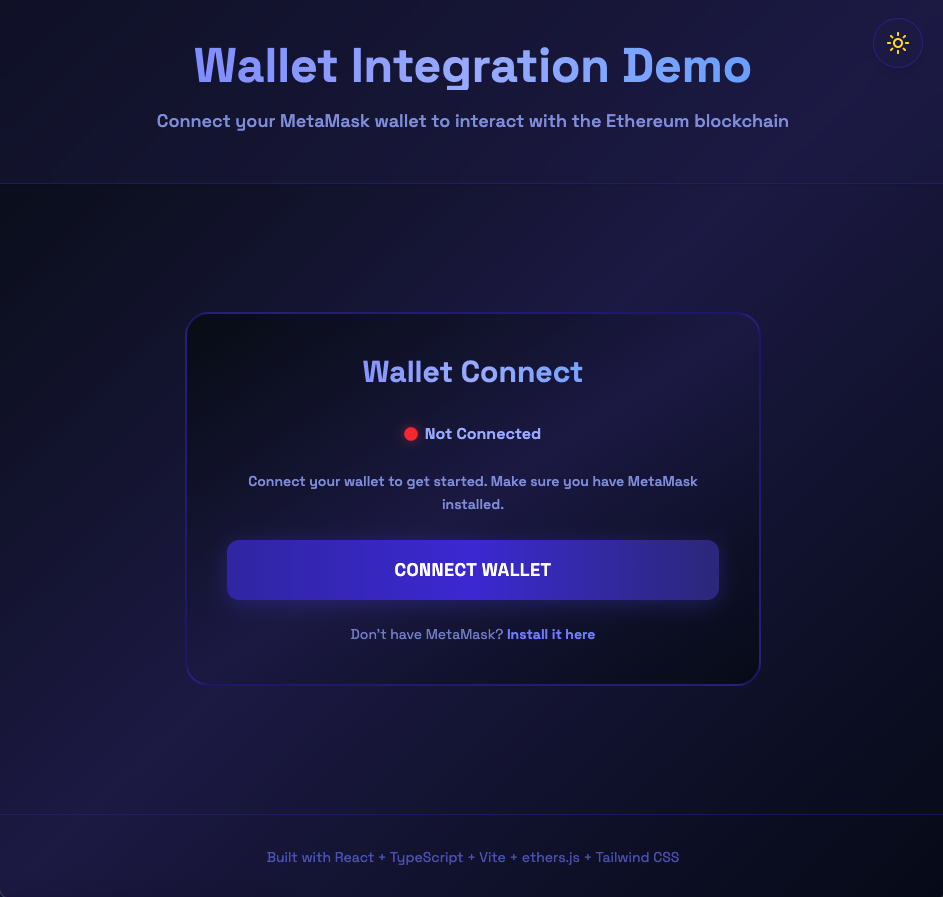 Wallet Integration Demo
Connect your MetaMask wallet to interact with the Ethereum blockchain
Wallet Connect
Not Connected
Connect your wallet to get started. Make sure you have MetaMask
installed.
CONNECT WALLET
Don't have MetaMask? Install it here
Built with React + TypeScript + Vite + ethers.js + Tailwind CSS